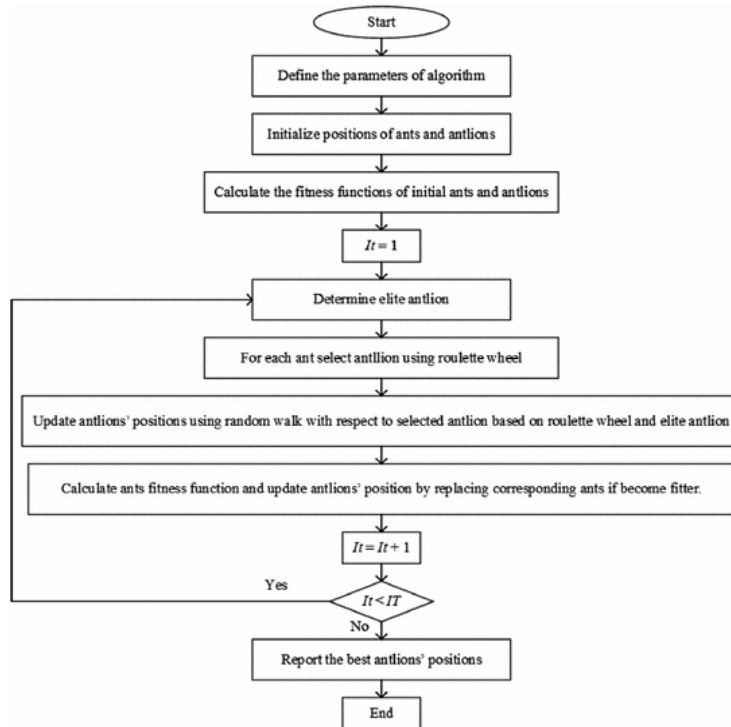 Start
Define the parameters of algorithm
Initialize positions of ants and antlions
Calculate the fitness functions of initial ants and antlions
It = 1
Determine elite antlion
For each ant select antllion using roulette wheel
Update antlions' positions using random walk with respect to selected antlion based on roulette wheel and elite antlion
Calculate ants fitness function and update antlions' position by replacing corresponding ants if become fitter.
It = It + 1
Yes
It < IT
No
Report the best antlions' positions
End